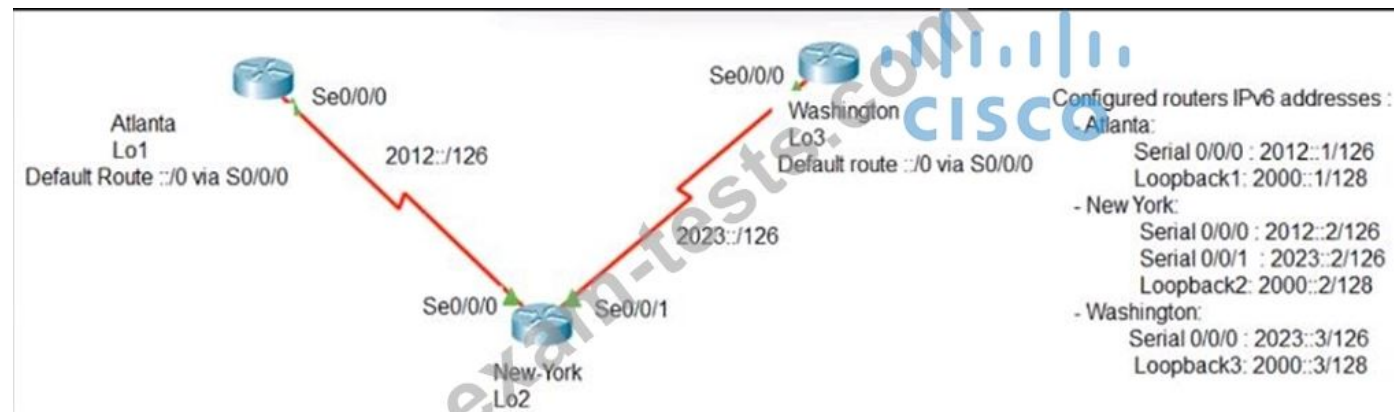 Se0/0/0
Atlanta
Lo1
Default Route ::/0 via S0/0/0
2012::/126
Se0/0/0
Washington
Lo3
Default route ::/0 via S0/0/0
2023::/126
Se0/0/0
Se0/0/1
New-York
Lo2
CISCO
Configured routers IPv6 addresses :
- Atlanta:
Serial 0/0/0 : 2012::1/126
Loopback1: 2000::1/128
- New York:
Serial 0/0/0 : 2012::2/126
Serial 0/0/1 : 2023::2/126
Loopback2: 2000::2/128
- Washington:
Serial 0/0/0 : 2023::3/126
Loopback3: 2000::3/128
exam-tests.com